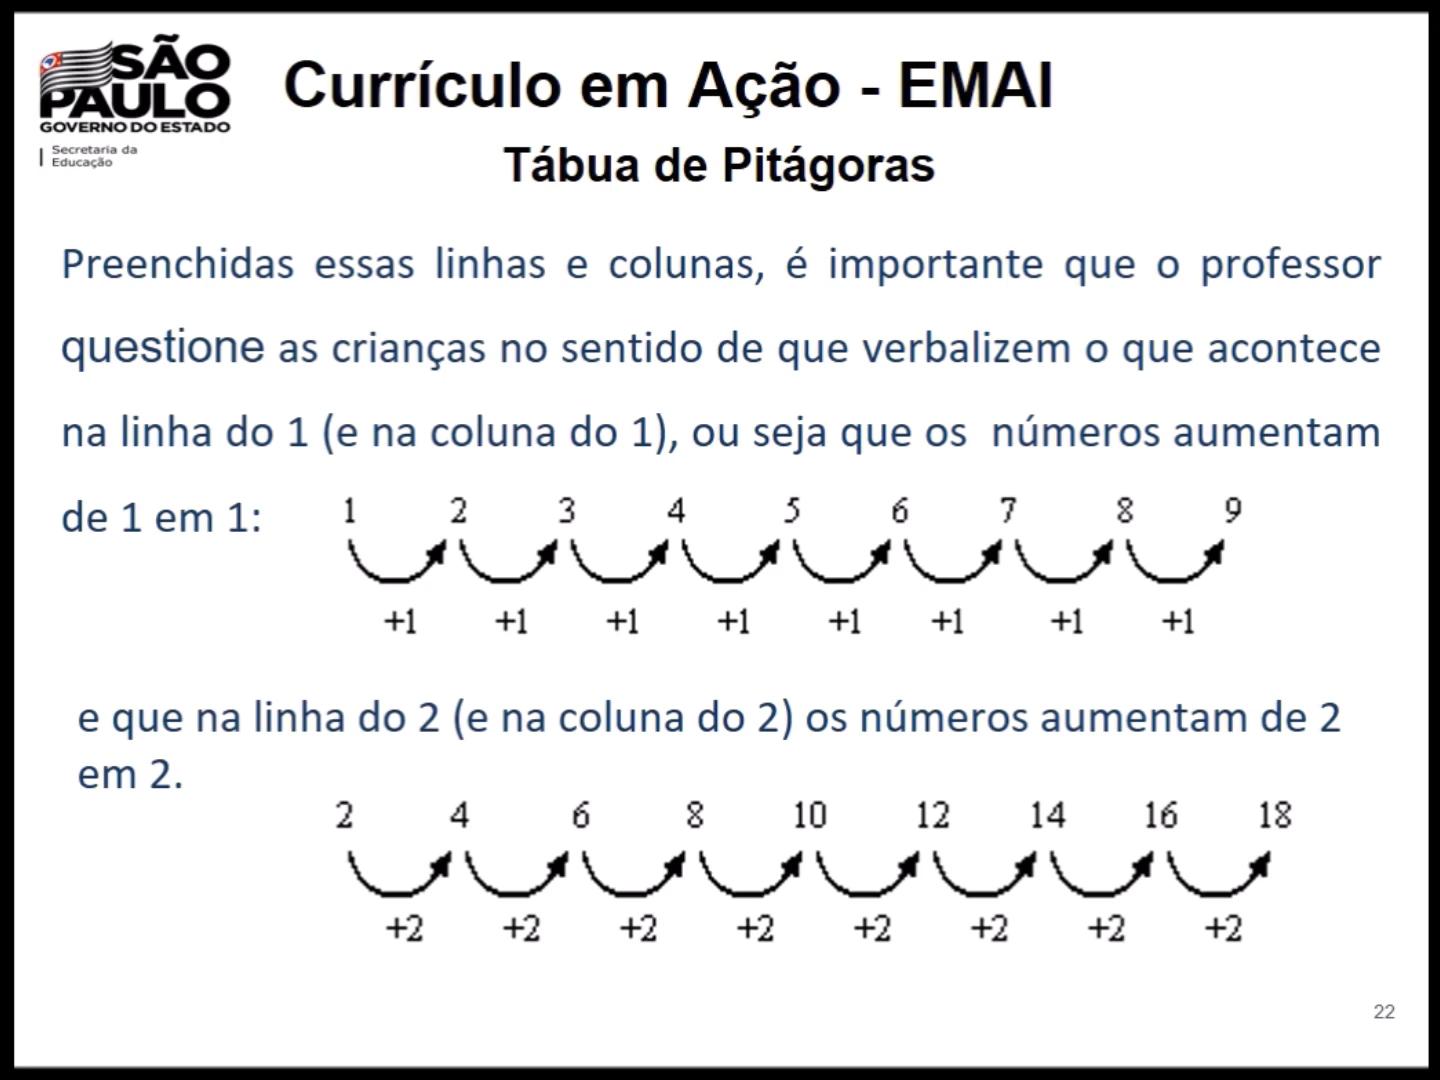 SÃO
PAULO
GOVERNO DO ESTADO
Secretaria da
Educação
Currículo em Ação - EMAI
Tábua de Pitágoras
Preenchidas essas linhas e colunas, é importante que o professor
questione as crianças no sentido de que verbalizem o que acontece
na linha do 1 (e na coluna do 1), ou seja que os números aumentam
de 1 em 1:
1 2 3 4 5 6 7 8 9
+1 +1 +1 +1 +1 +1 +1 +1
e que na linha do 2 (e na coluna do 2) os números aumentam de 2
em 2.
2 4 6 8 10 12 14 16 18
+2 +2 +2 +2 +2 +2 +2 +2
22